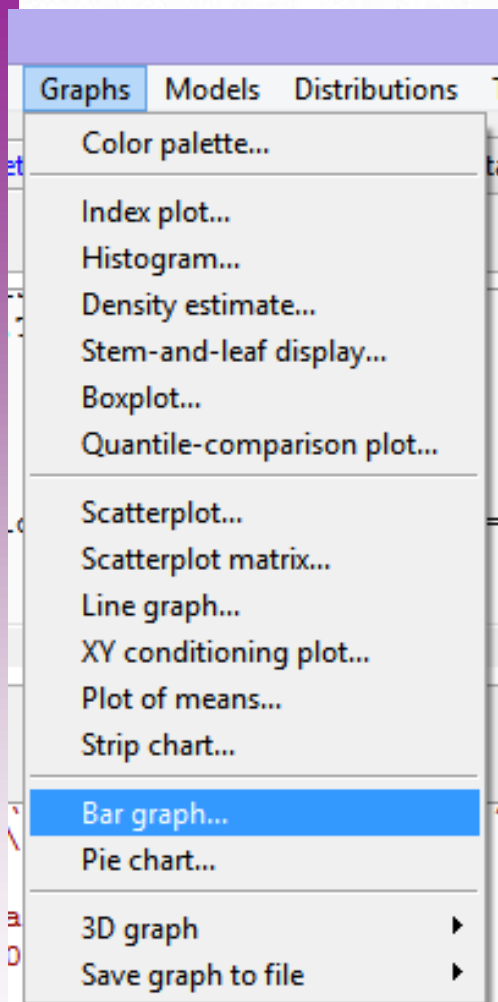 Graphs Models Distributions
Color palette...
Index plot...
Histogram...
Density estimate...
Stem-and-leaf display...
Boxplot...
Quantile-comparison plot...
Scatterplot...
Scatterplot matrix...
Line graph...
XY conditioning plot...
Plot of means...
Strip chart...
Bar graph...
Pie chart...
3D graph
Save graph to file